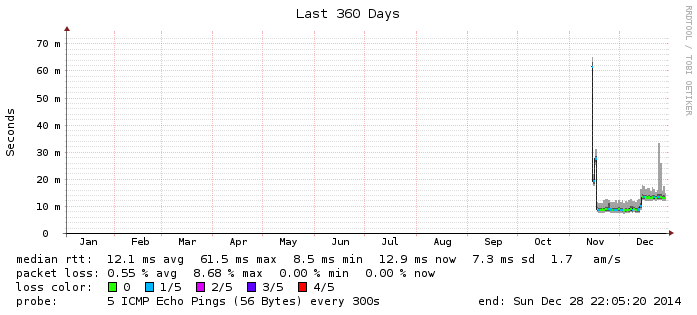 Last 360 Days
RRDTOOL / TOBI OETIKER
Seconds
70 m
60 m
50 m
40 m
30 m
20 m
10 m
0
Jan Feb Mar Apr May Jun Jul Aug Sep Oct Nov Dec
median rtt: 12.1 ms avg 61.5 ms max 8.5 ms min 12.9 ms now 7.3 ms sd 1.7 am/s
packet loss: 0.55 % avg 8.68 % max 0.00 % min 0.00 % now
loss color: 0 1/5 2/5 3/5 4/5
probe: 5 ICMP Echo Pings (56 Bytes) every 300s end: Sun Dec 28 22:05:20 2014